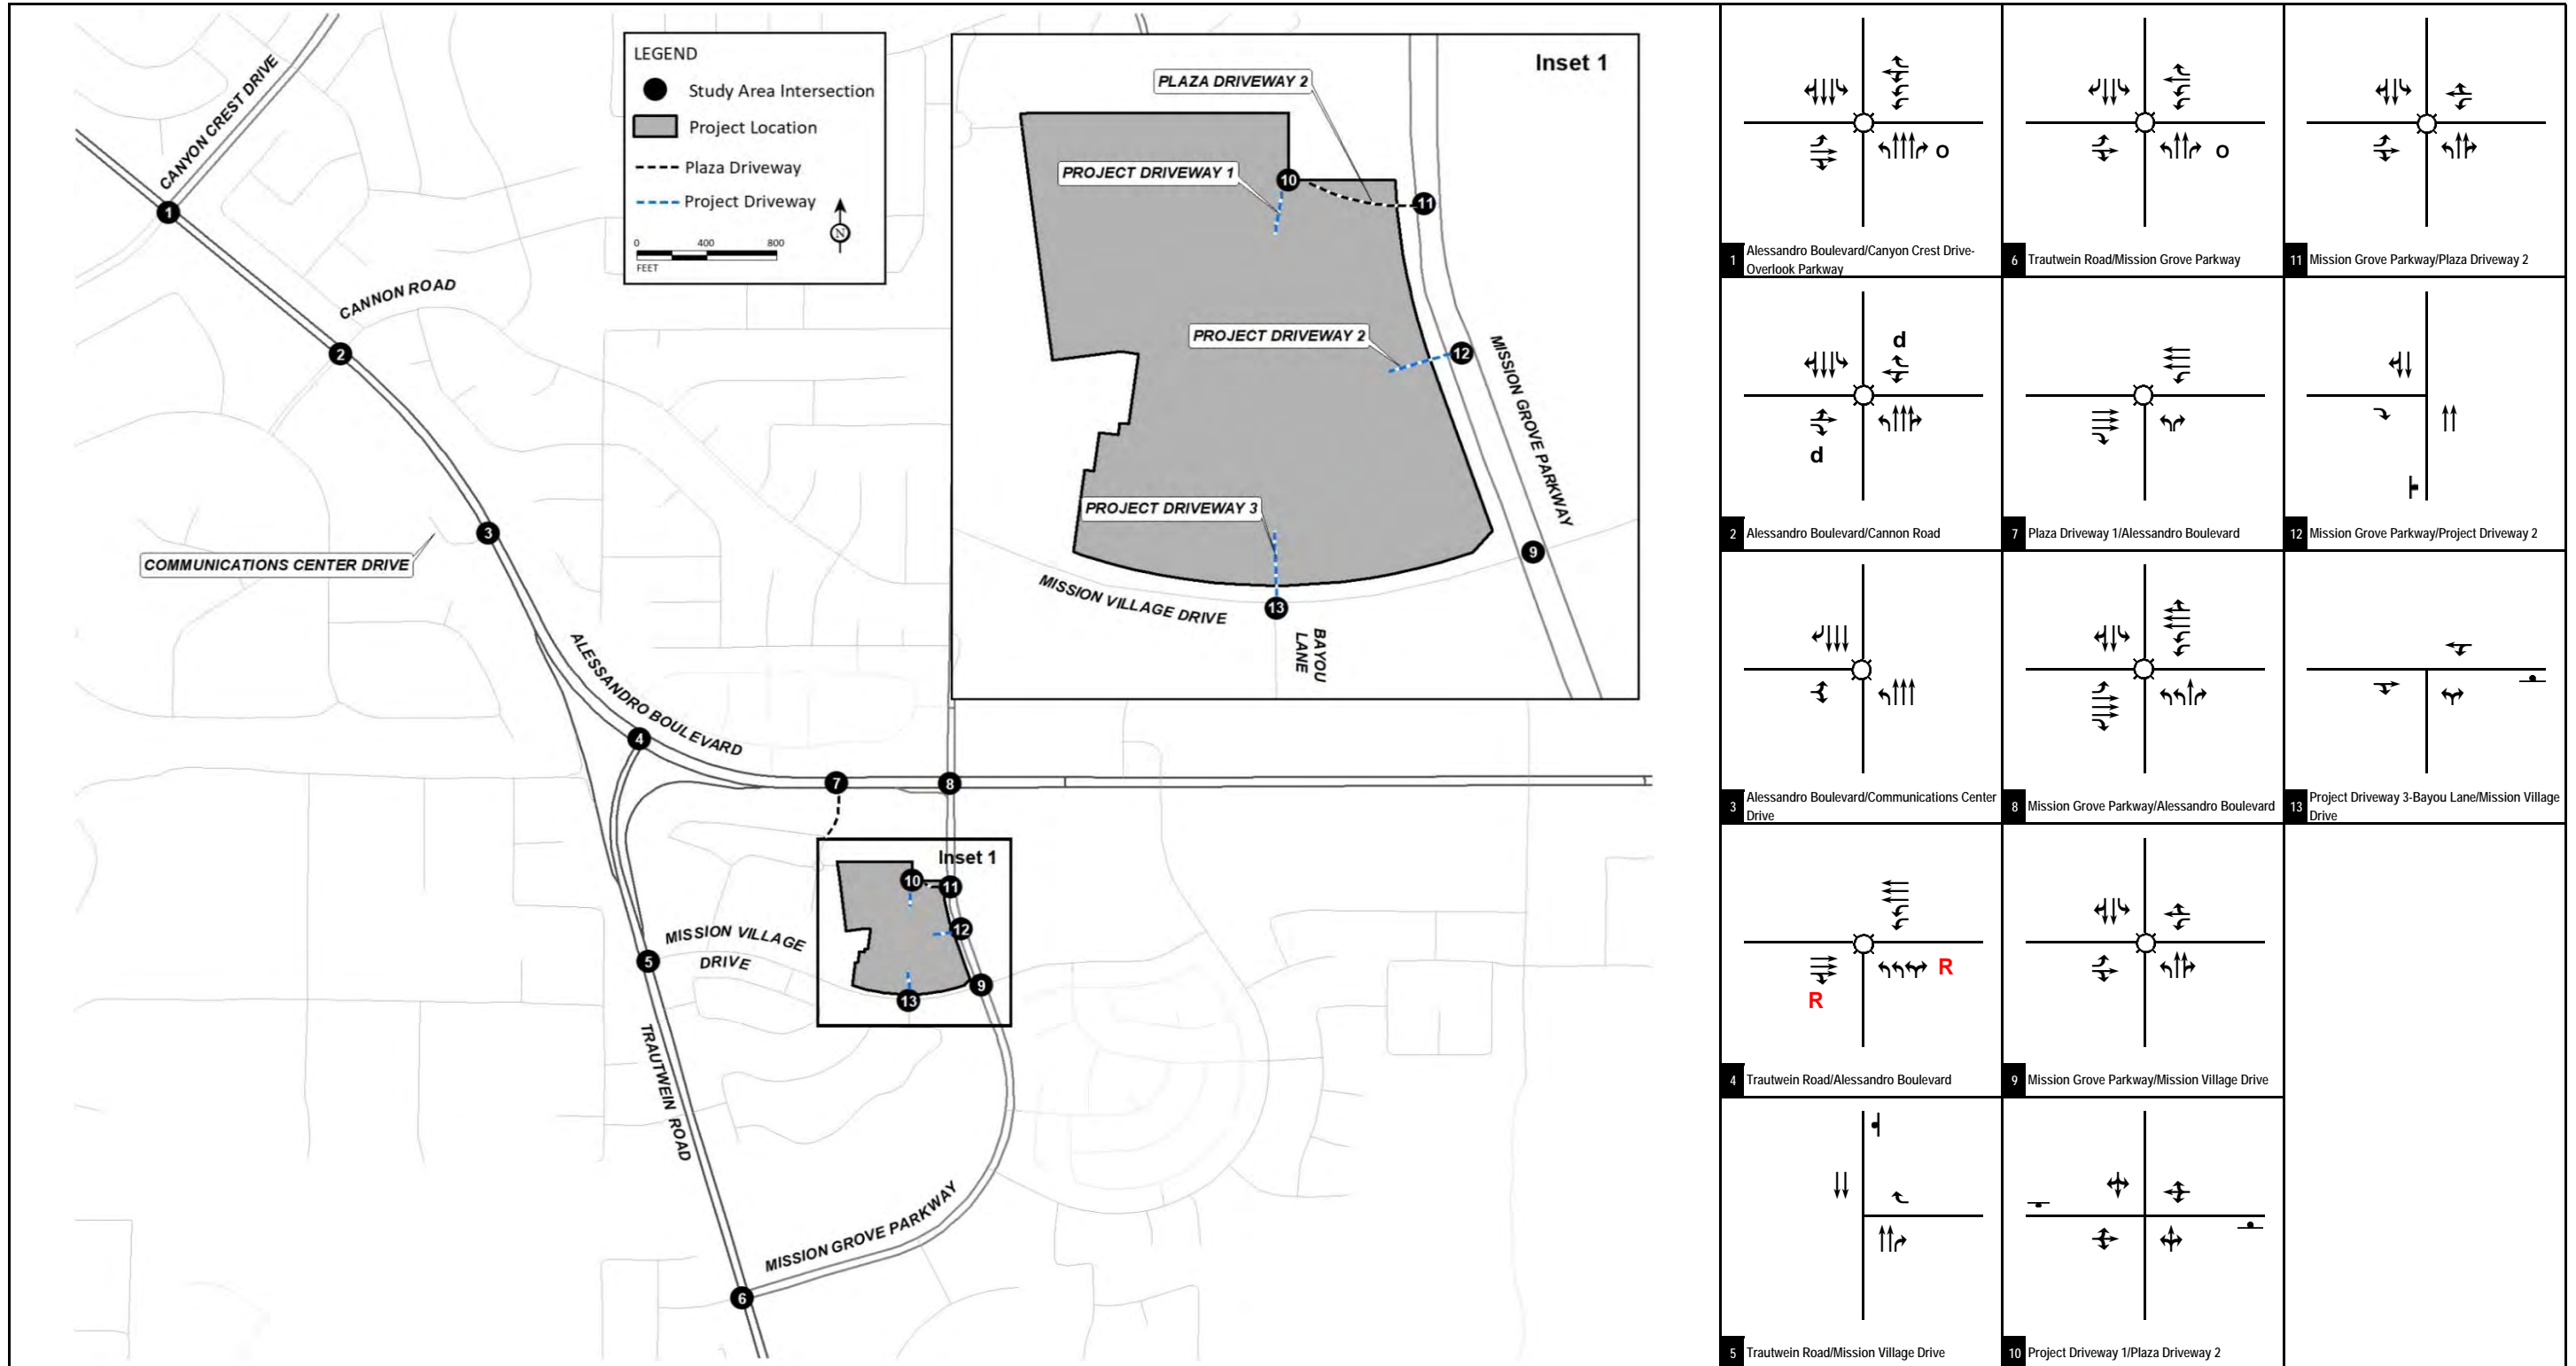 LEGEND
Study Area Intersection
Project Location
Plaza Driveway
Project Driveway
N
0 400 800
FEET
CANYON CREST DRIVE
1
CANNON ROAD
2
3
COMMUNICATIONS CENTER DRIVE
ALESSANDRO BOULEVARD
4
7
8
Inset 1
10
11
12
9
13
MISSION VILLAGE
DRIVE
5
TRAUTWEIN ROAD
MISSION GROVE PARKWAY
6
Inset 1
PLAZA DRIVEWAY 2
PROJECT DRIVEWAY 1
10
11
PROJECT DRIVEWAY 2
12
MISSION GROVE PARKWAY
PROJECT DRIVEWAY 3
9
MISSION VILLAGE DRIVE
13
BAYOU
LANE
O
1 Alessandro Boulevard/Canyon Crest Drive-
Overlook Parkway
O
6 Trautwein Road/Mission Grove Parkway
11 Mission Grove Parkway/Plaza Driveway 2
d
d
2 Alessandro Boulevard/Cannon Road
7 Plaza Driveway 1/Alessandro Boulevard
12 Mission Grove Parkway/Project Driveway 2
3 Alessandro Boulevard/Communications Center
Drive
8 Mission Grove Parkway/Alessandro Boulevard
13 Project Driveway 3-Bayou Lane/Mission Village
Drive
R
R
4 Trautwein Road/Alessandro Boulevard
9 Mission Grove Parkway/Mission Village Drive
5 Trautwein Road/Mission Village Drive
10 Project Driveway 1/Plaza Driveway 2